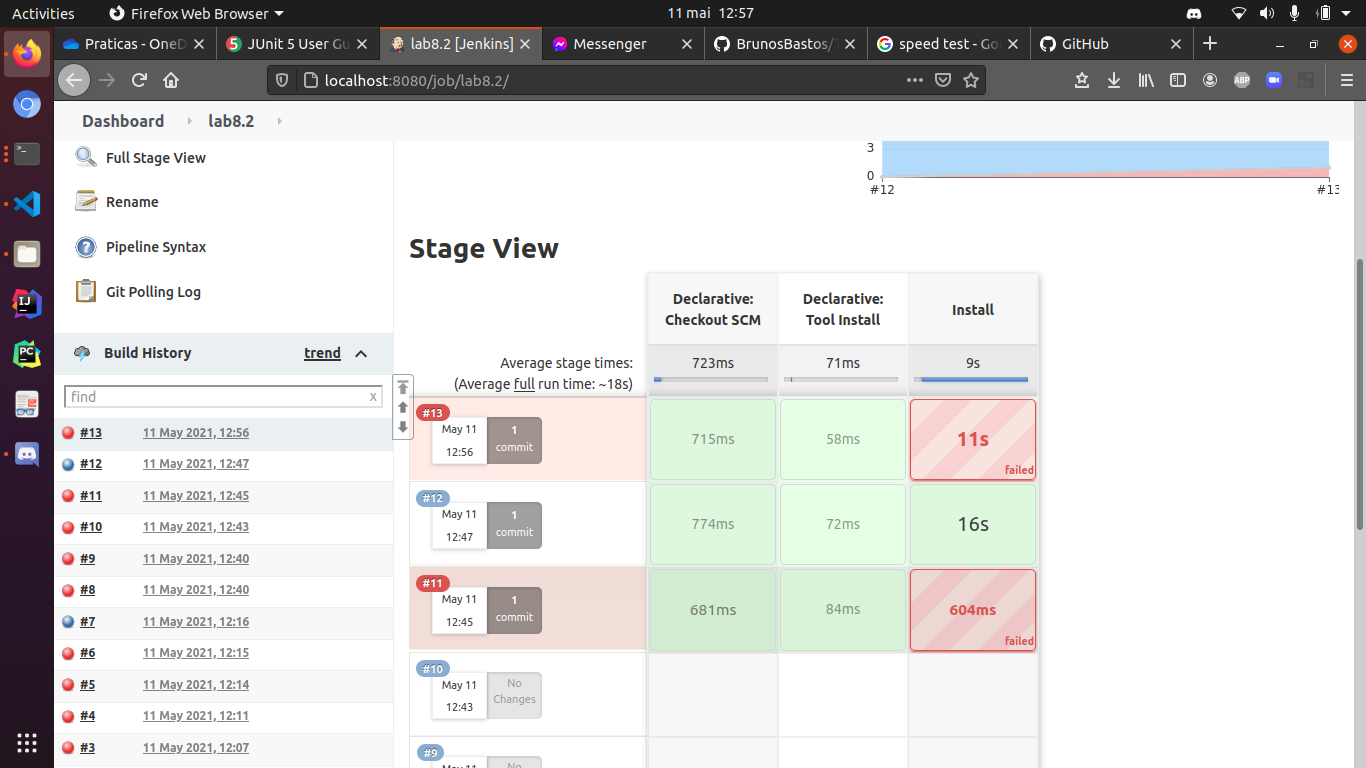 Activities
Firefox Web Browser
11 mai 12:57
Praticas - OneD
JUnit 5 User Gu
lab8.2 [Jenkins]
Messenger
BrunosBastos/
speed test - Go
GitHub
localhost:8080/job/lab8.2/
ABP
Dashboard
lab8.2
Full Stage View
Rename
Pipeline Syntax
Git Polling Log
Build History
trend
find
x
#13 11 May 2021, 12:56
#12 11 May 2021, 12:47
#11 11 May 2021, 12:45
#10 11 May 2021, 12:43
#9 11 May 2021, 12:40
#8 11 May 2021, 12:40
#7 11 May 2021, 12:16
#6 11 May 2021, 12:15
#5 11 May 2021, 12:14
#4 11 May 2021, 12:11
#3 11 May 2021, 12:07
3
0
#12
#13
Stage View
Declarative:
Checkout SCM
Declarative:
Tool Install
Install
Average stage times:
(Average full run time: ~18s)
723ms
71ms
9s
#13
May 11
12:56
1
commit
715ms
58ms
11s
failed
#12
May 11
12:47
1
commit
774ms
72ms
16s
#11
May 11
12:45
1
commit
681ms
84ms
604ms
failed
#10
May 11
12:43
No
Changes
#9
May 11
No
IJ
PC